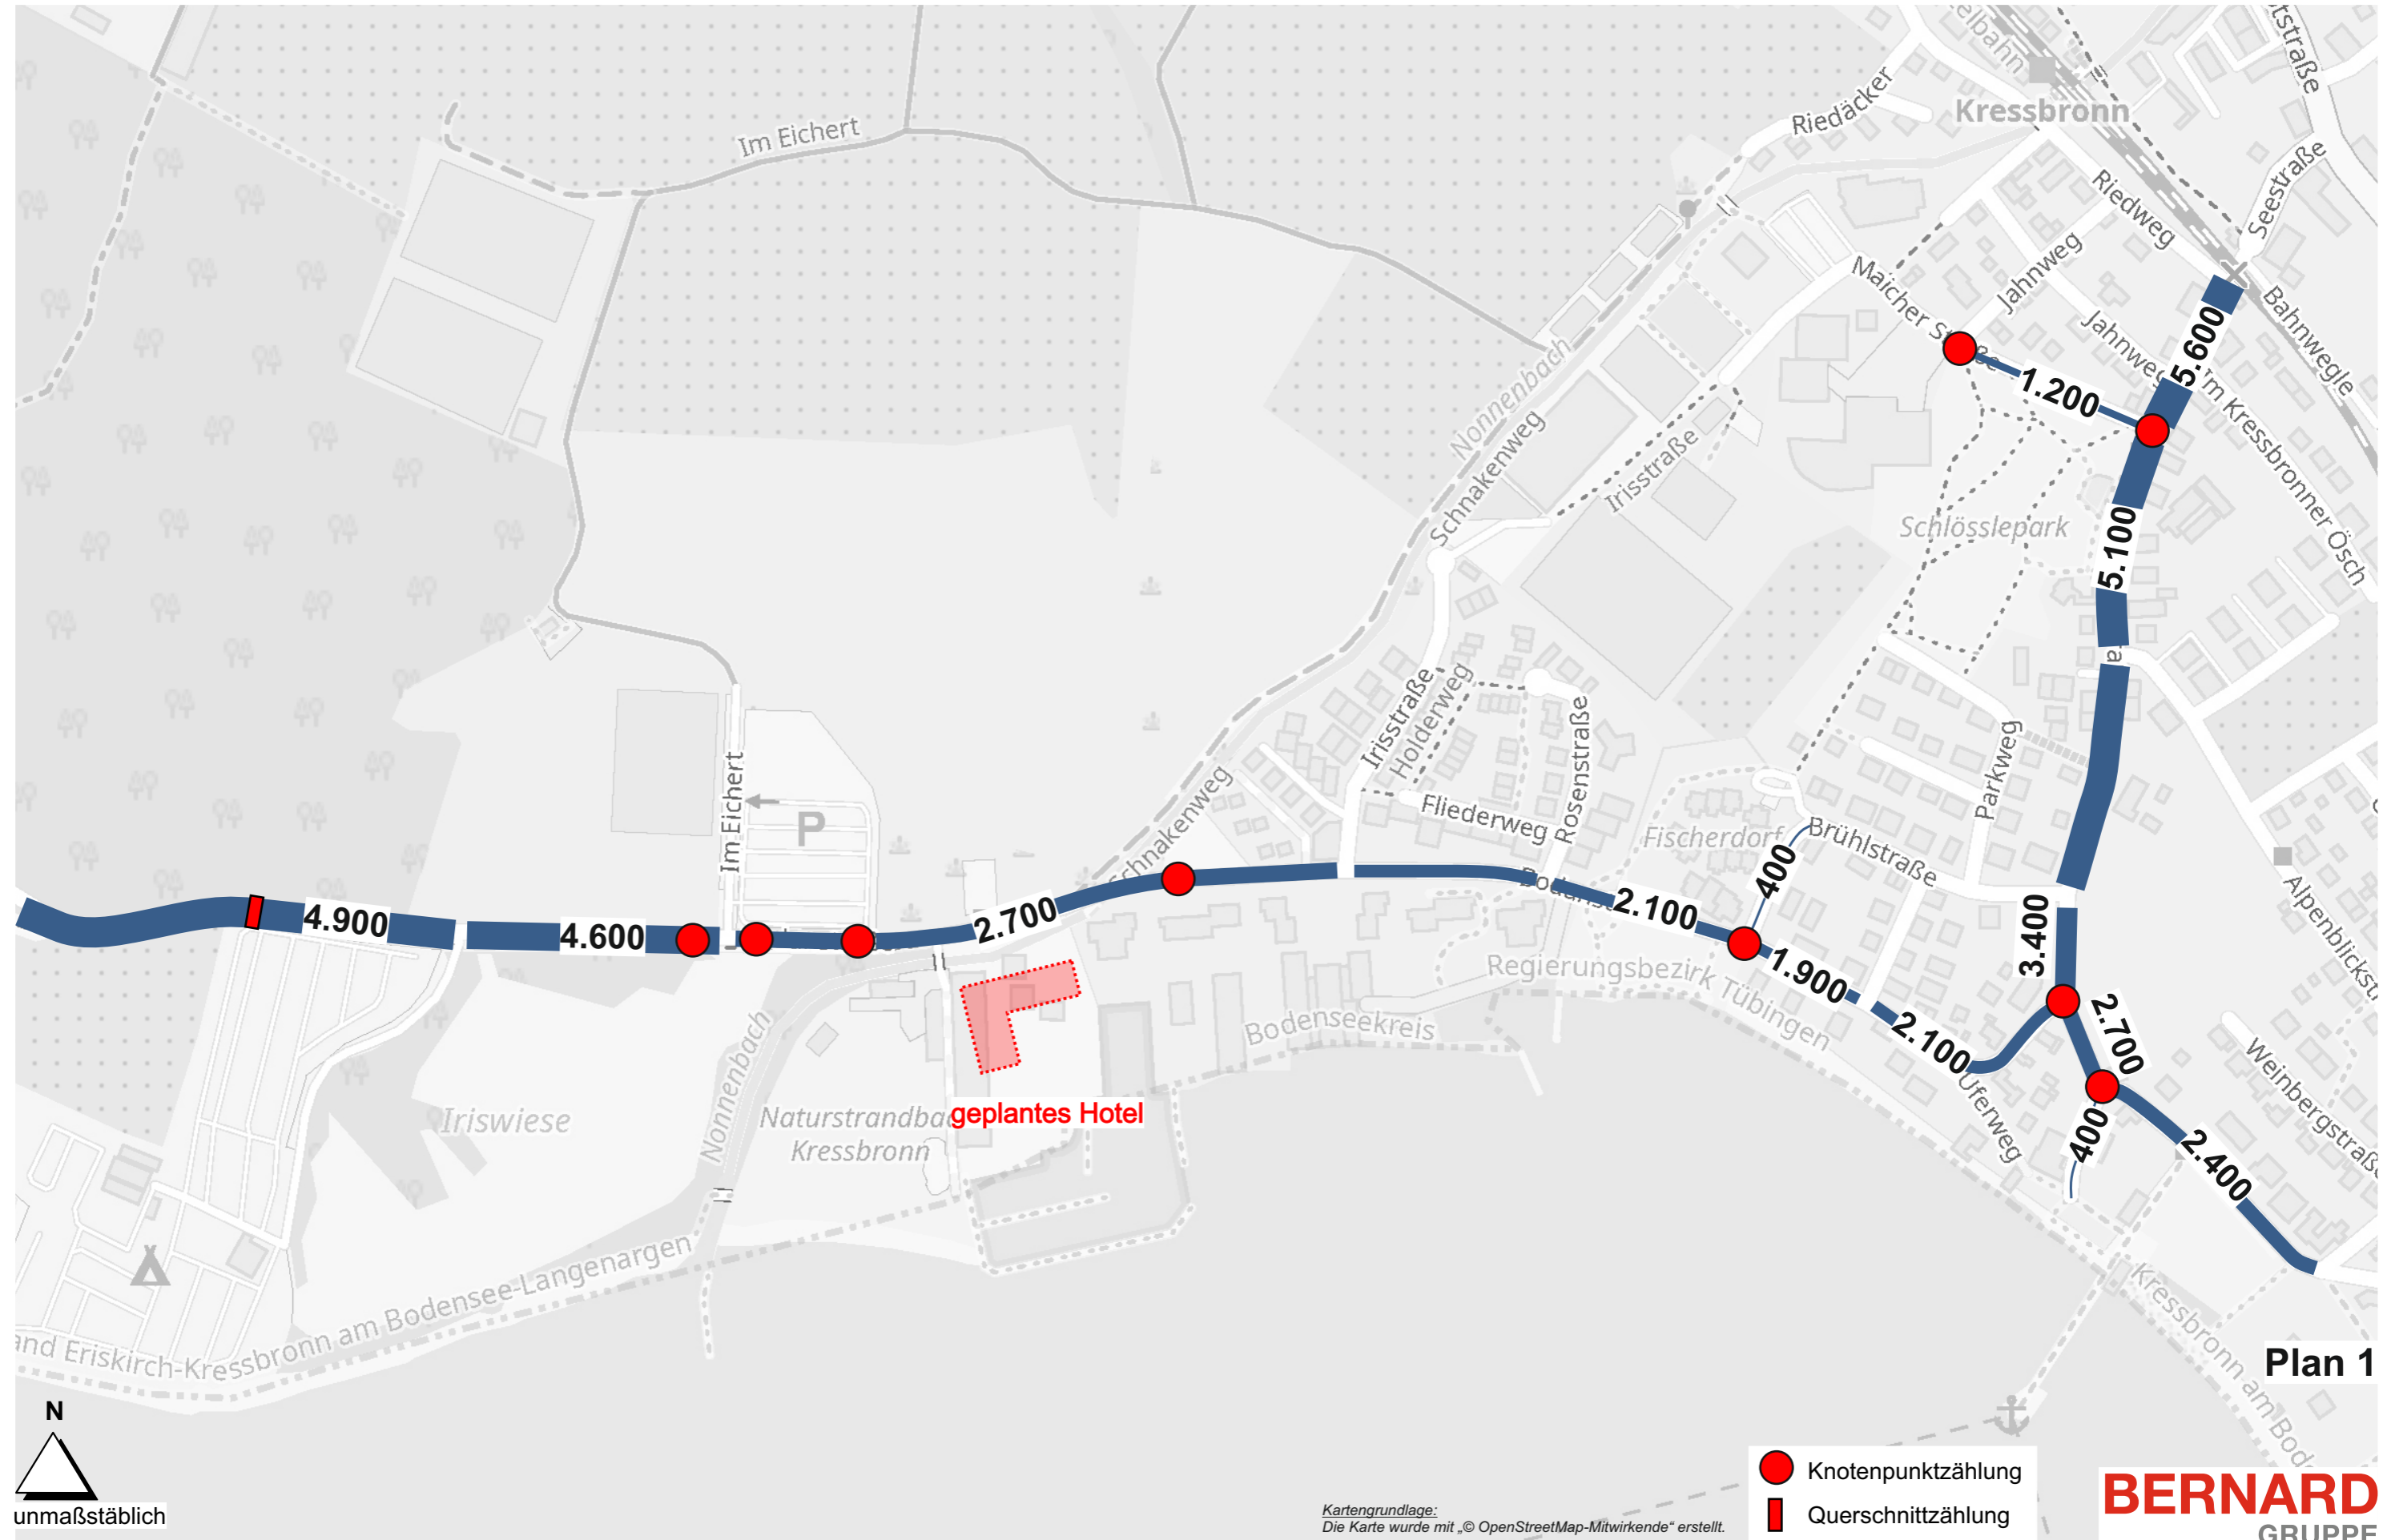 Im Eichert
Riedäcker
Kressbronn
Riedweg
Seestraße
Jahnweg
Maicher
Jahnweg
Bahnwegle
5.600
1.200
Im Kressbronner Ösch
Nonnenbach
Schnakenweg
Irisstraße
Schlösslepark
5.100
Irisstraße
Holderweg
Rosenstraße
Fliederweg
Parkweg
Fischerdorf
Brühlstraße
Im Eichert
P
Schnakenweg
400
Alpenblickstr
4.900
4.600
2.700
2.100
1.900
3.400
Regierungsbezirk Tübingen
Bodenseekreis
2.100
2.700
Weinbergstraße
Uferweg
Nonnenbach
Iriswiese
Naturstrandbad
Kressbronn
geplantes Hotel
400
2.400
and Eriskirch-Kressbronn am Bodensee-Langenargen
Kressbronn am Bode
Plan 1
N
unmaßstäblich
Kartengrundlage:
Die Karte wurde mit „© OpenStreetMap-Mitwirkende“ erstellt.
Knotenpunktzählung
Querschnittzählung
BERNARD
GRUPPE